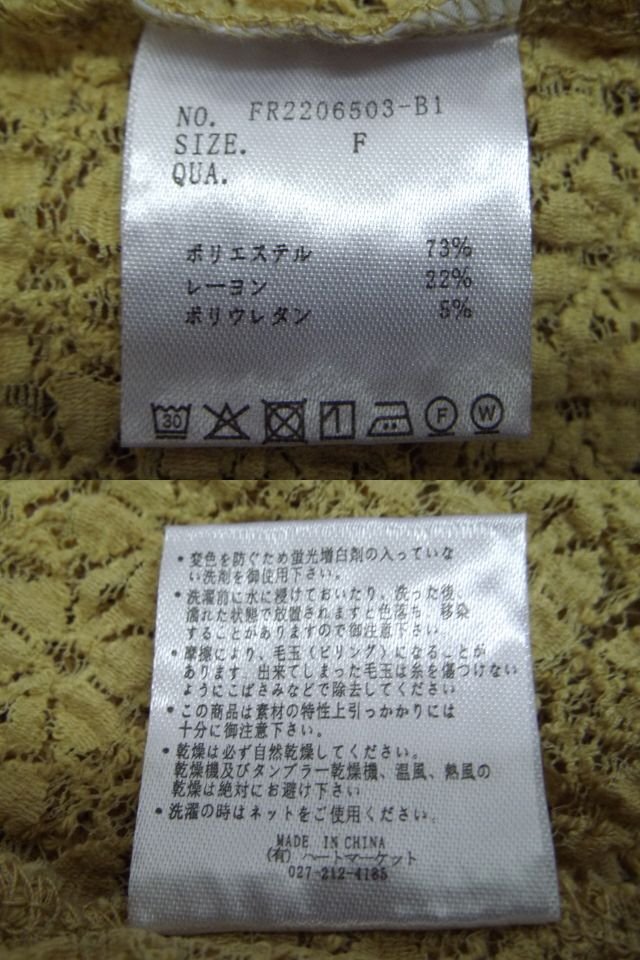 NO. FR2206503-B1
SIZE. F
QUA.
ポリエステル 73%
レーヨン 22%
ポリウレタン 5%
30
F
W
・変色を防ぐため蛍光増白剤の入っていな
い洗剤を御使用下さい。
・洗濯前に水に浸けておいたり、洗った後、
濡れた状態で放置されますと色落ち、移染
することがありますので御注意下さい
・摩擦により、毛玉(ピリング)になることが
あります、出来てしまった毛玉は糸を傷つけない
ようにこばさみなどで除去してください
・この商品は素材の特性上引っかかりには
十分に御注意下さい。
・乾燥は必ず自然乾燥してください。
乾燥機及びタンブラー乾燥機、温風、熱風の
乾燥は絶対にお避け下さい
・洗濯の時はネットをご使用ください。
MADE IN CHINA
(有) ハートマーケット
027-212-4185